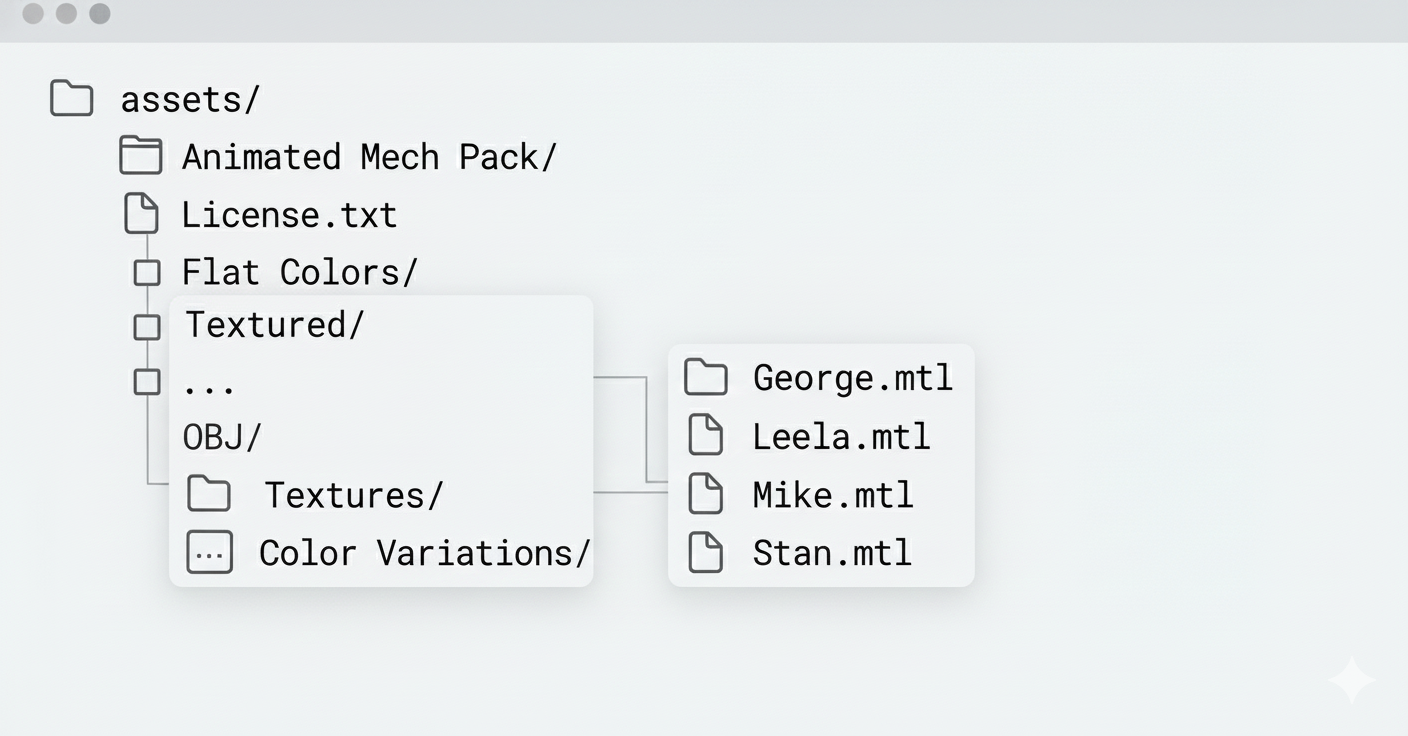 assets/
Animated Mech Pack/
License.txt
Flat Colors/
Textured/
...
OBJ/
Textures/
Color Variations/
George.mtl
Leela.mtl
Mike.mtl
Stan.mtl